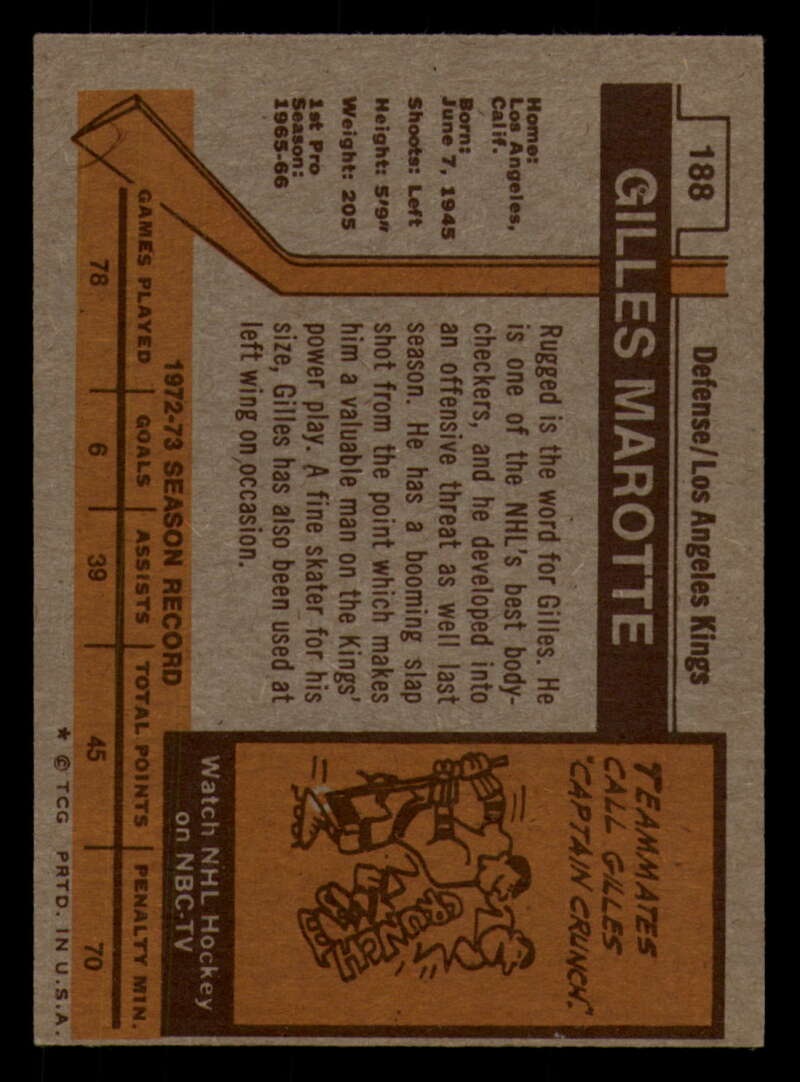 188
Defense/Los Angeles Kings
GILLES MAROTTE
Home:
Los Angeles,
Calif.
Born:
June 7, 1945
Shoots: Left
Height: 5'9"
Weight: 205
1st Pro
Season:
1965-66
Rugged is the word for Gilles. He
is one of the NHL's best body-
checkers, and he developed into
an offensive threat as well last
season. He has a booming slap
shot from the point which makes
him a valuable man on the Kings'
power play. A fine skater for his
size, Gilles has also been used at
left wing on occasion.
TEAMMATES
CALL GILLES
"CAPTAIN CRUNCH."
CRUNCH
Watch NHL Hockey
on NBC-TV
1972-73 SEASON RECORD
GAMES PLAYED GOALS ASSISTS TOTAL POINTS PENALTY MIN.
78 6 39 45 70
* © TCG PRTD. IN U.S.A.